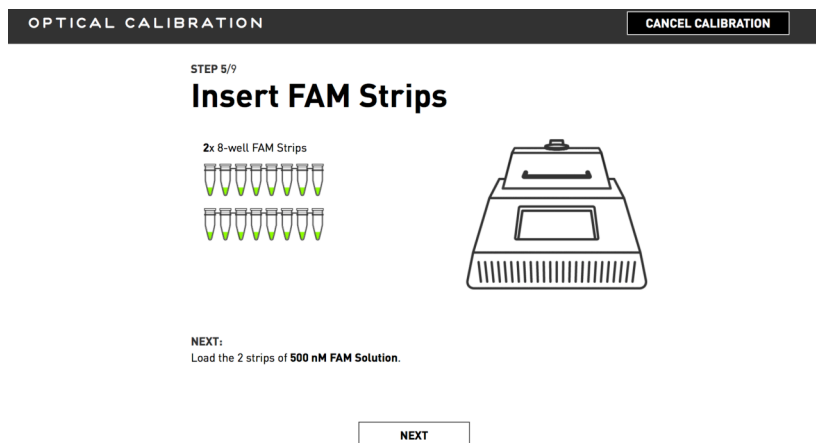 OPTICAL CALIBRATION
CANCEL CALIBRATION
STEP 5/9
Insert FAM Strips
2x 8-well FAM Strips
NEXT:
Load the 2 strips of 500 nM FAM Solution.
NEXT